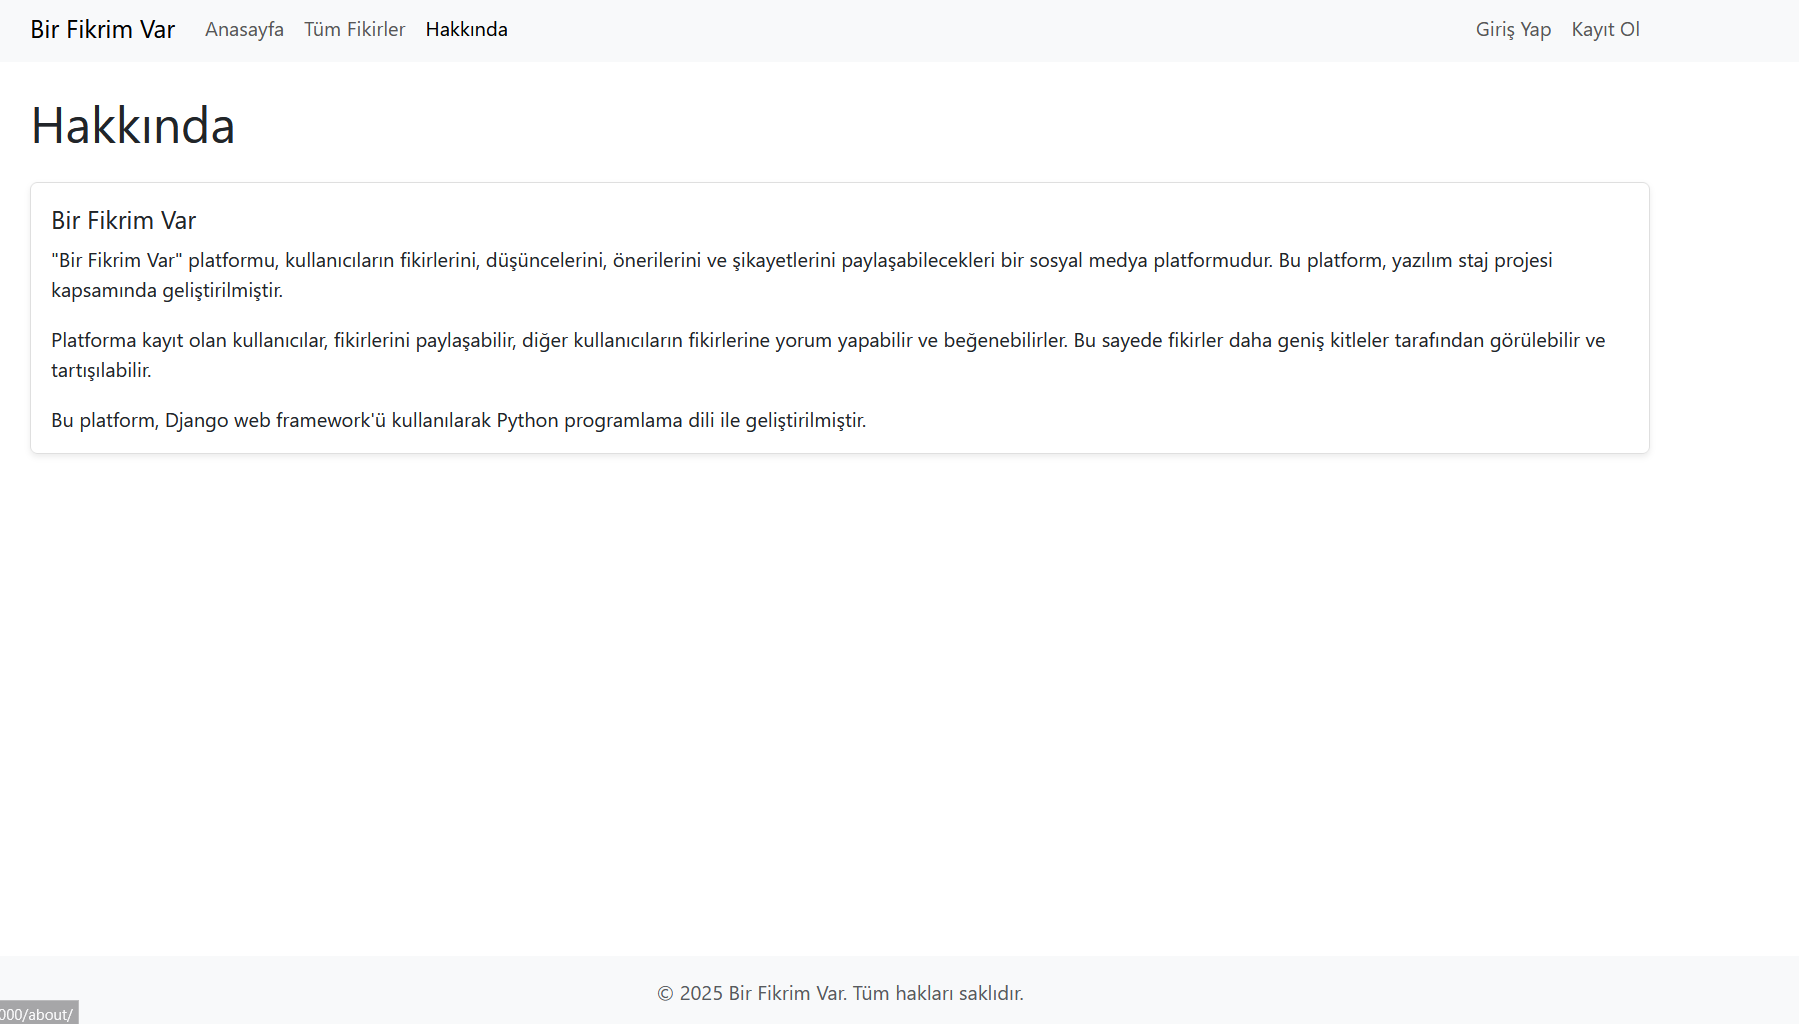 Bir Fikrim Var Anasayfa Tüm Fikirler Hakkında Giriş Yap Kayıt Ol
Hakkında
Bir Fikrim Var
"Bir Fikrim Var" platformu, kullanıcıların fikirlerini, düşüncelerini, önerilerini ve şikayetlerini paylaşabilecekleri bir sosyal medya platformudur. Bu platform, yazılım staj projesi
kapsamında geliştirilmiştir.
Platforma kayıt olan kullanıcılar, fikirlerini paylaşabilir, diğer kullanıcıların fikirlerine yorum yapabilir ve beğenebilirler. Bu sayede fikirler daha geniş kitleler tarafından görülebilir ve
tartışılabilir.
Bu platform, Django web framework'ü kullanılarak Python programlama dili ile geliştirilmiştir.
© 2025 Bir Fikrim Var. Tüm hakları saklıdır.
000/about/